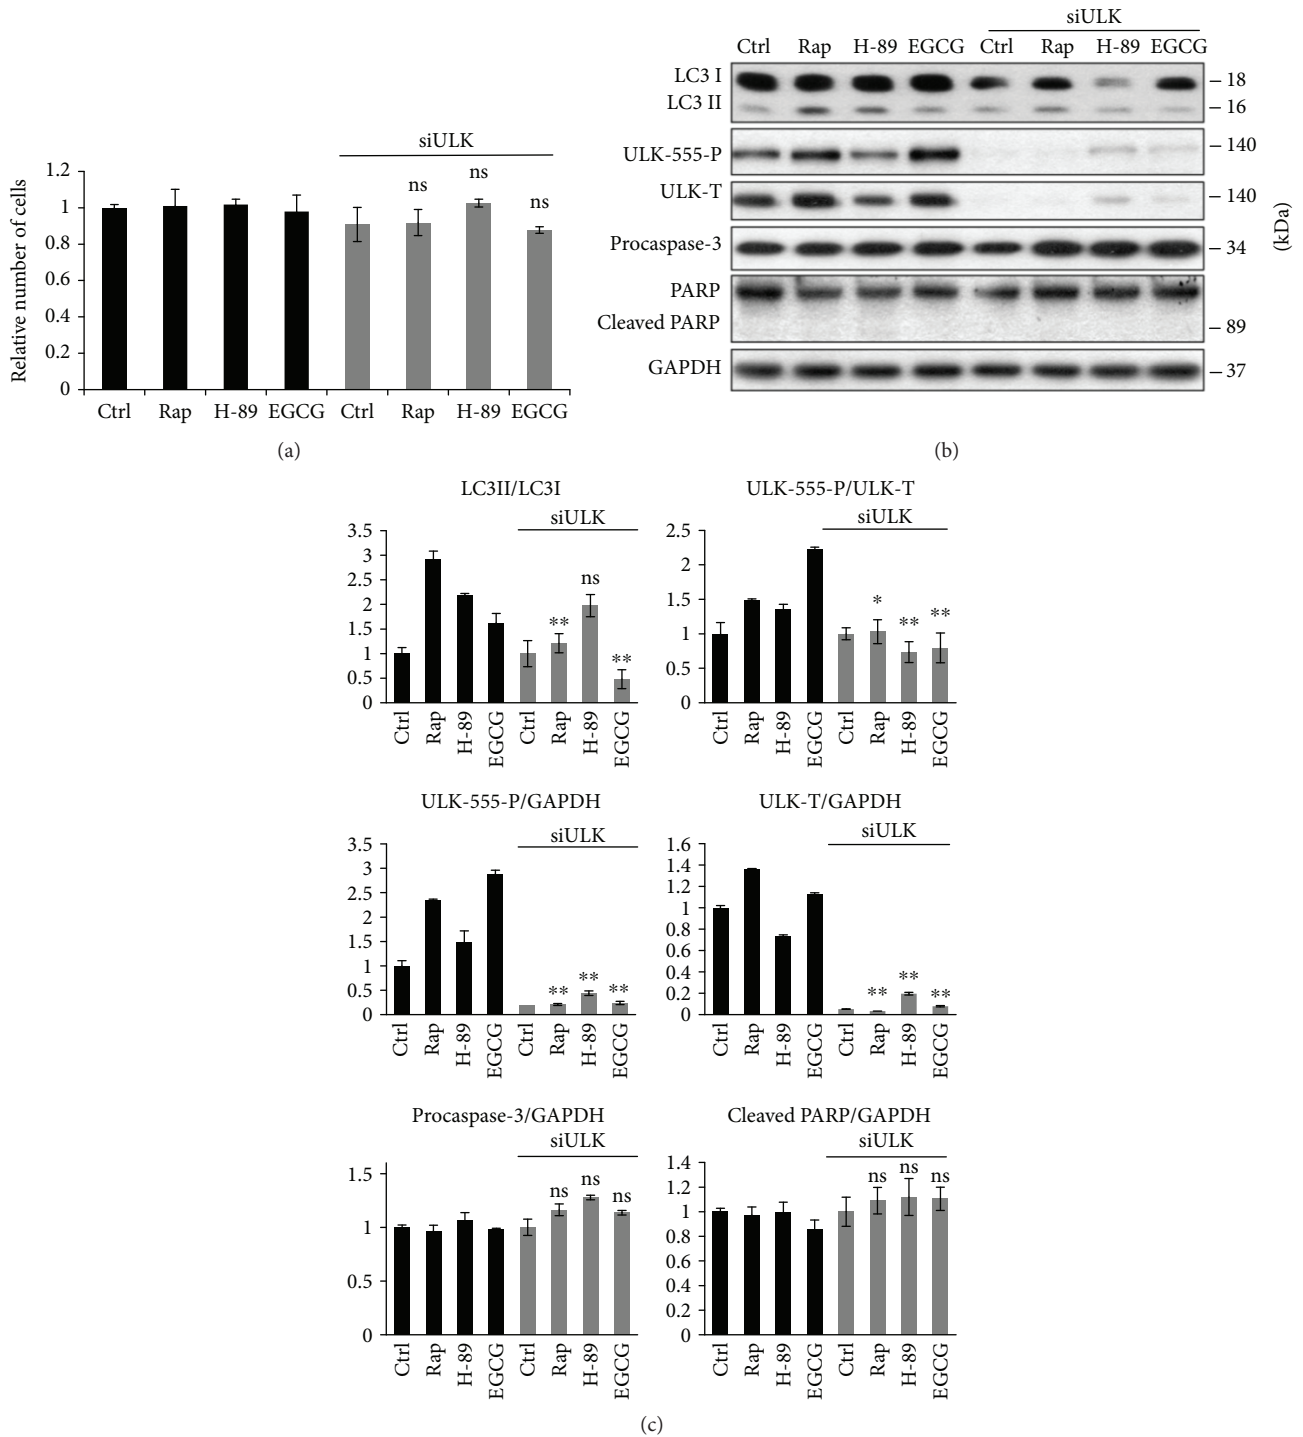 siULK
Relative number of cells
1.2
1
0.8
0.6
0.4
0.2
0
ns
ns
ns
Ctrl Rap H-89 EGCG Ctrl Rap H-89 EGCG
(a)
siULK
Ctrl Rap H-89 EGCG Ctrl Rap H-89 EGCG
LC3 I – 18
LC3 II – 16
ULK-555-P – 140
ULK-T – 140
Procaspase-3 – 34
PARP
Cleaved PARP – 89
GAPDH – 37
(kDa)
(b)
LC3II/LC3I
siULK
3.5
3
2.5
2
1.5
1
0.5
0
**
ns
**
Ctrl Rap H-89 EGCG Ctrl Rap H-89 EGCG
ULK-555-P/ULK-T
siULK
2.5
2
1.5
1
0.5
0
*
**
**
Ctrl Rap H-89 EGCG Ctrl Rap H-89 EGCG
ULK-555-P/GAPDH
siULK
3.5
3
2.5
2
1.5
1
0.5
0
**
**
**
Ctrl Rap H-89 EGCG Ctrl Rap H-89 EGCG
ULK-T/GAPDH
siULK
1.6
1.4
1.2
1
0.8
0.6
0.4
0.2
0
**
**
**
Ctrl Rap H-89 EGCG Ctrl Rap H-89 EGCG
Procaspase-3/GAPDH
siULK
1.5
1
0.5
0
ns
ns
ns
Ctrl Rap H-89 EGCG Ctrl Rap H-89 EGCG
Cleaved PARP/GAPDH
siULK
1.4
1.2
1
0.8
0.6
0.4
0.2
0
ns
ns
ns
Ctrl Rap H-89 EGCG Ctrl Rap H-89 EGCG
(c)